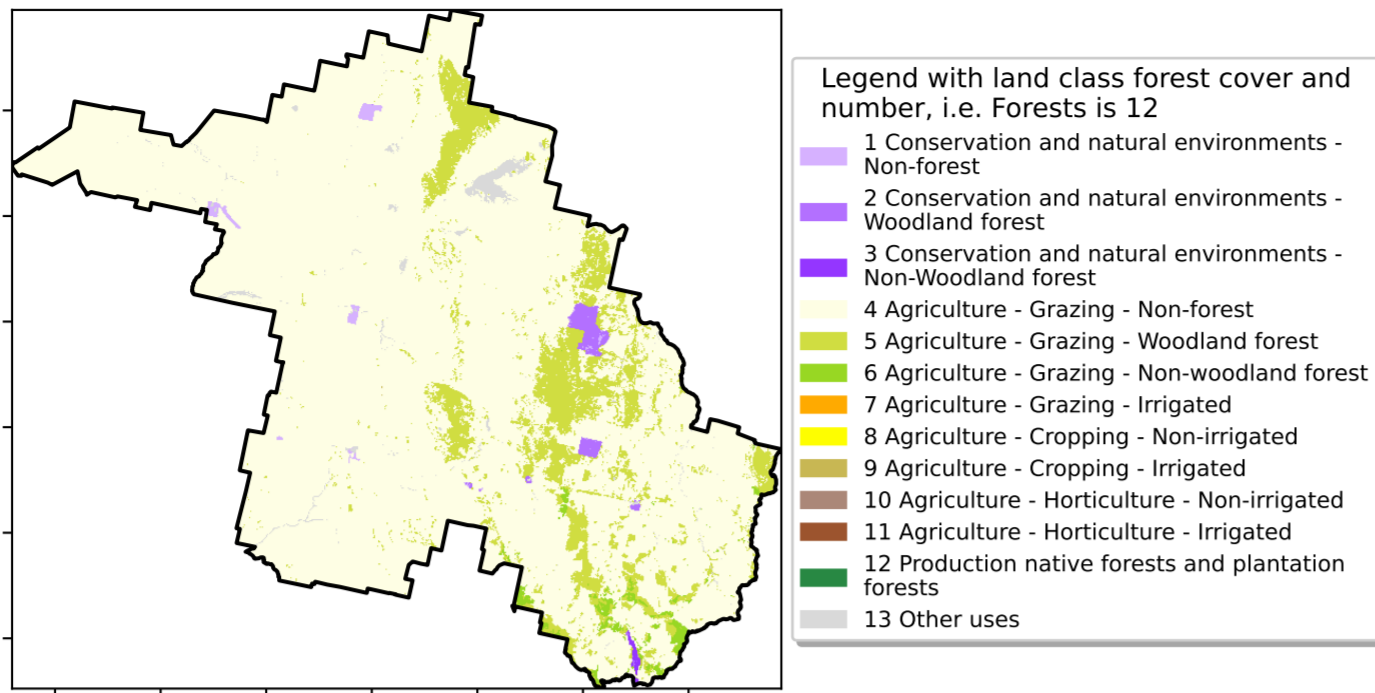 Legend with land class forest cover and
number, i.e. Forests is 12
1 Conservation and natural environments -
Non-forest
2 Conservation and natural environments -
Woodland forest
3 Conservation and natural environments -
Non-Woodland forest
4 Agriculture - Grazing - Non-forest
5 Agriculture - Grazing - Woodland forest
6 Agriculture - Grazing - Non-woodland forest
7 Agriculture - Grazing - Irrigated
8 Agriculture - Cropping - Non-irrigated
9 Agriculture - Cropping - Irrigated
10 Agriculture - Horticulture - Non-irrigated
11 Agriculture - Horticulture - Irrigated
12 Production native forests and plantation
forests
13 Other uses